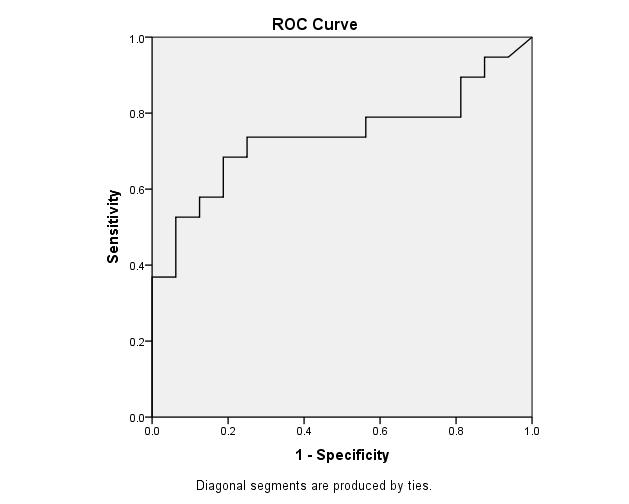 ROC Curve
1.0
0.8
0.6
0.4
0.2
0.0
Sensitivity
0.0 0.2 0.4 0.6 0.8 1.0
1 - Specificity
Diagonal segments are produced by ties.